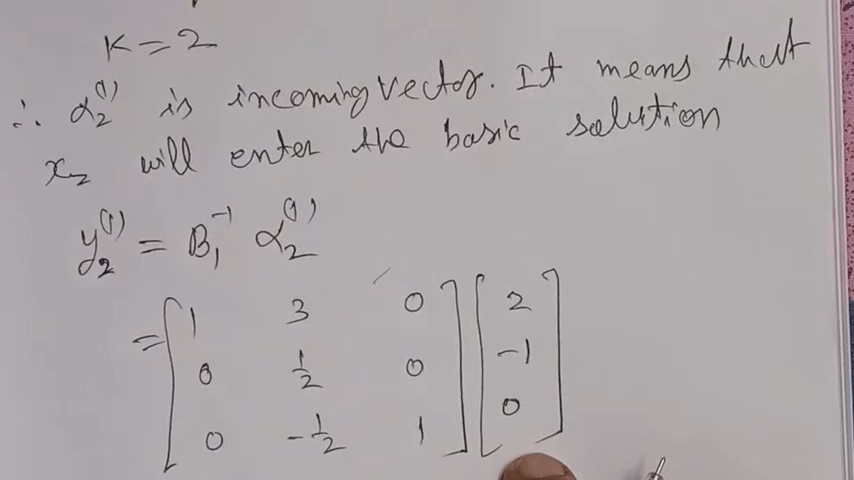 K = 2
∴ α₂⁽¹⁾ is incoming vector. It means that
x₂ will enter the basic solution
y₂⁽¹⁾ = B₁⁻¹ α₂⁽¹⁾
= [ 1 3 0 ] [ 2 ]
[ 0 1/2 0 ] [ -1 ]
[ 0 -1/2 1 ] [ 0 ]